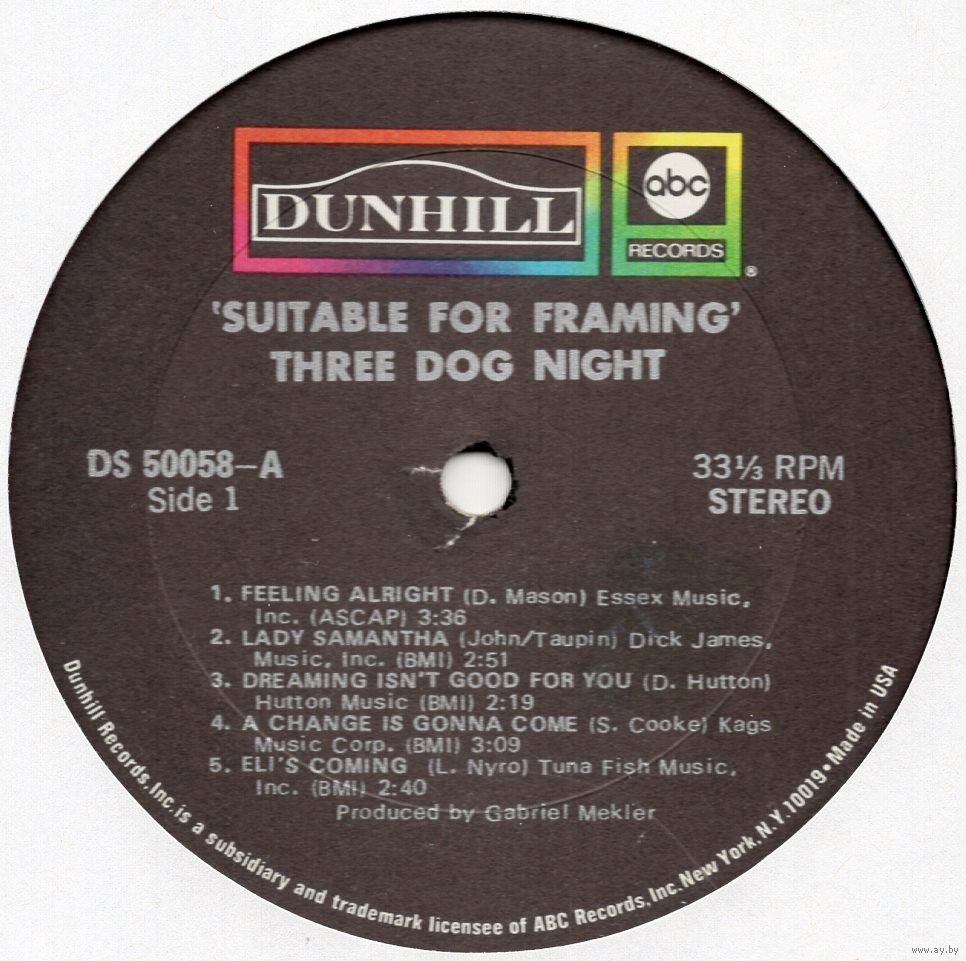 DUNHILL
abc
RECORDS
®
'SUITABLE FOR FRAMING'
THREE DOG NIGHT
DS 50058-A
Side 1
33⅓ RPM
STEREO
1. FEELING ALRIGHT (D. Mason) Essex Music,
Inc. (ASCAP) 3:36
2. LADY SAMANTHA (John/Taupin) Dick James,
Music, Inc. (BMI) 2:51
3. DREAMING ISN'T GOOD FOR YOU (D. Hutton)
Hutton Music (BMI) 2:19
4. A CHANGE IS GONNA COME (S. Cooke) Kags
Music Corp. (BMI) 3:09
5. ELI'S COMING (L. Nyro) Tuna Fish Music,
Inc. (BMI) 2:40
Produced by Gabriel Mekler
Dunhill Records, Inc. is a subsidiary and trademark licensee of ABC Records, Inc. New York, N.Y. 10019 • Made in USA
www.ay.by